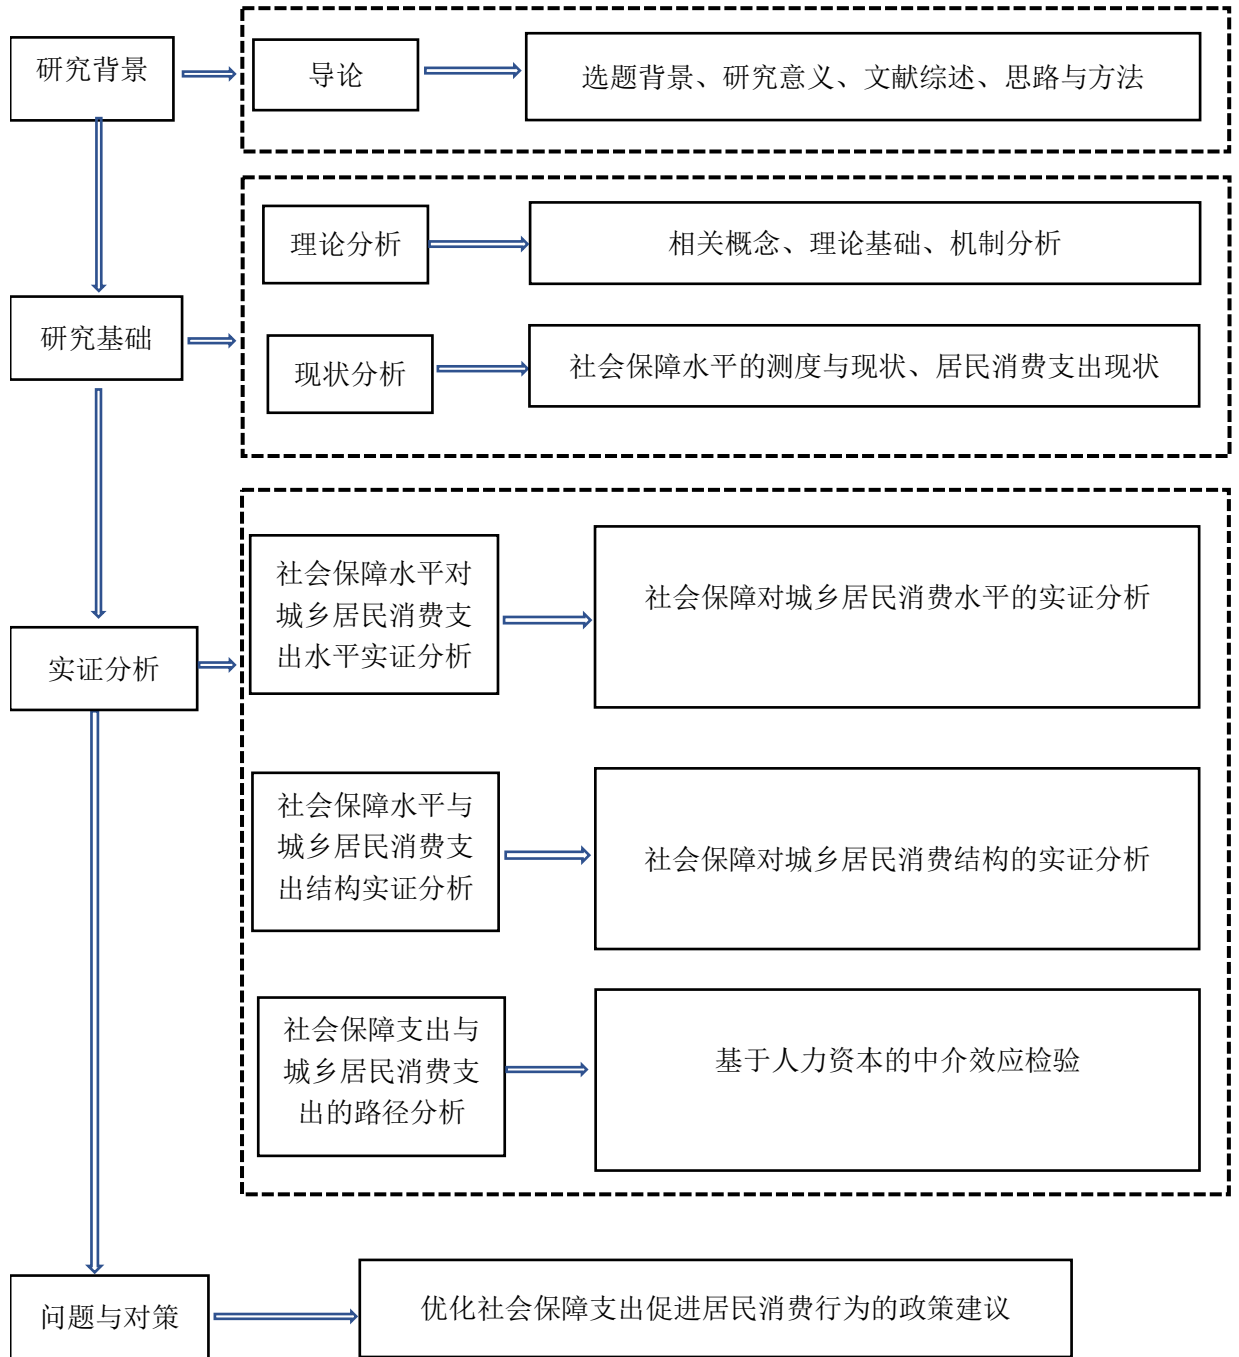 研究背景
导论
选题背景、研究意义、文献综述、思路与方法
理论分析
相关概念、理论基础、机制分析
研究基础
现状分析
社会保障水平的测度与现状、居民消费支出现状
实证分析
社会保障水平对
城乡居民消费支
出水平实证分析
社会保障对城乡居民消费水平的实证分析
社会保障水平与
城乡居民消费支
出结构实证分析
社会保障对城乡居民消费结构的实证分析
社会保障支出与
城乡居民消费支
出的路径分析
基于人力资本的中介效应检验
问题与对策
优化社会保障支出促进居民消费行为的政策建议